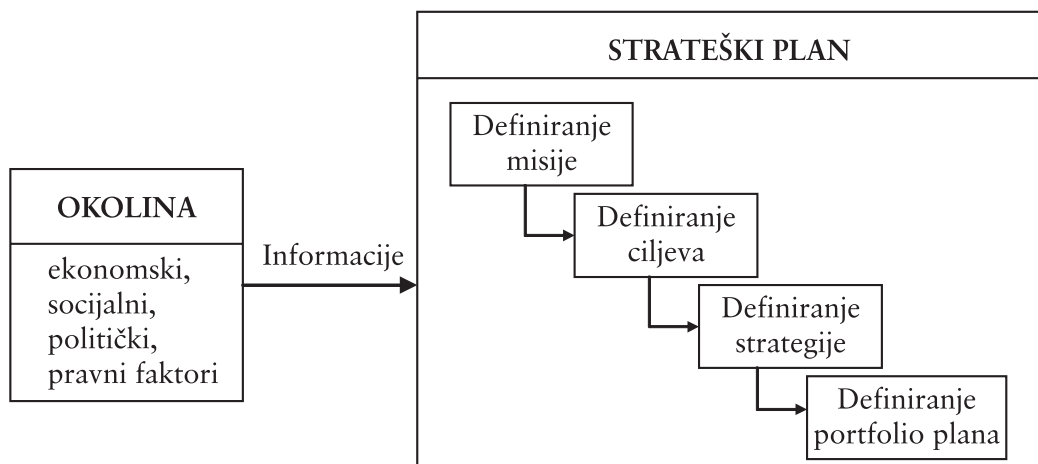 STRATEŠKI PLAN
Definiranje
misije
OKOLINA
Definiranje
ciljeva
Informacije
ekonomski,
socijalni,
politički,
pravni faktori
Definiranje
strategije
Definiranje
portfolio plana